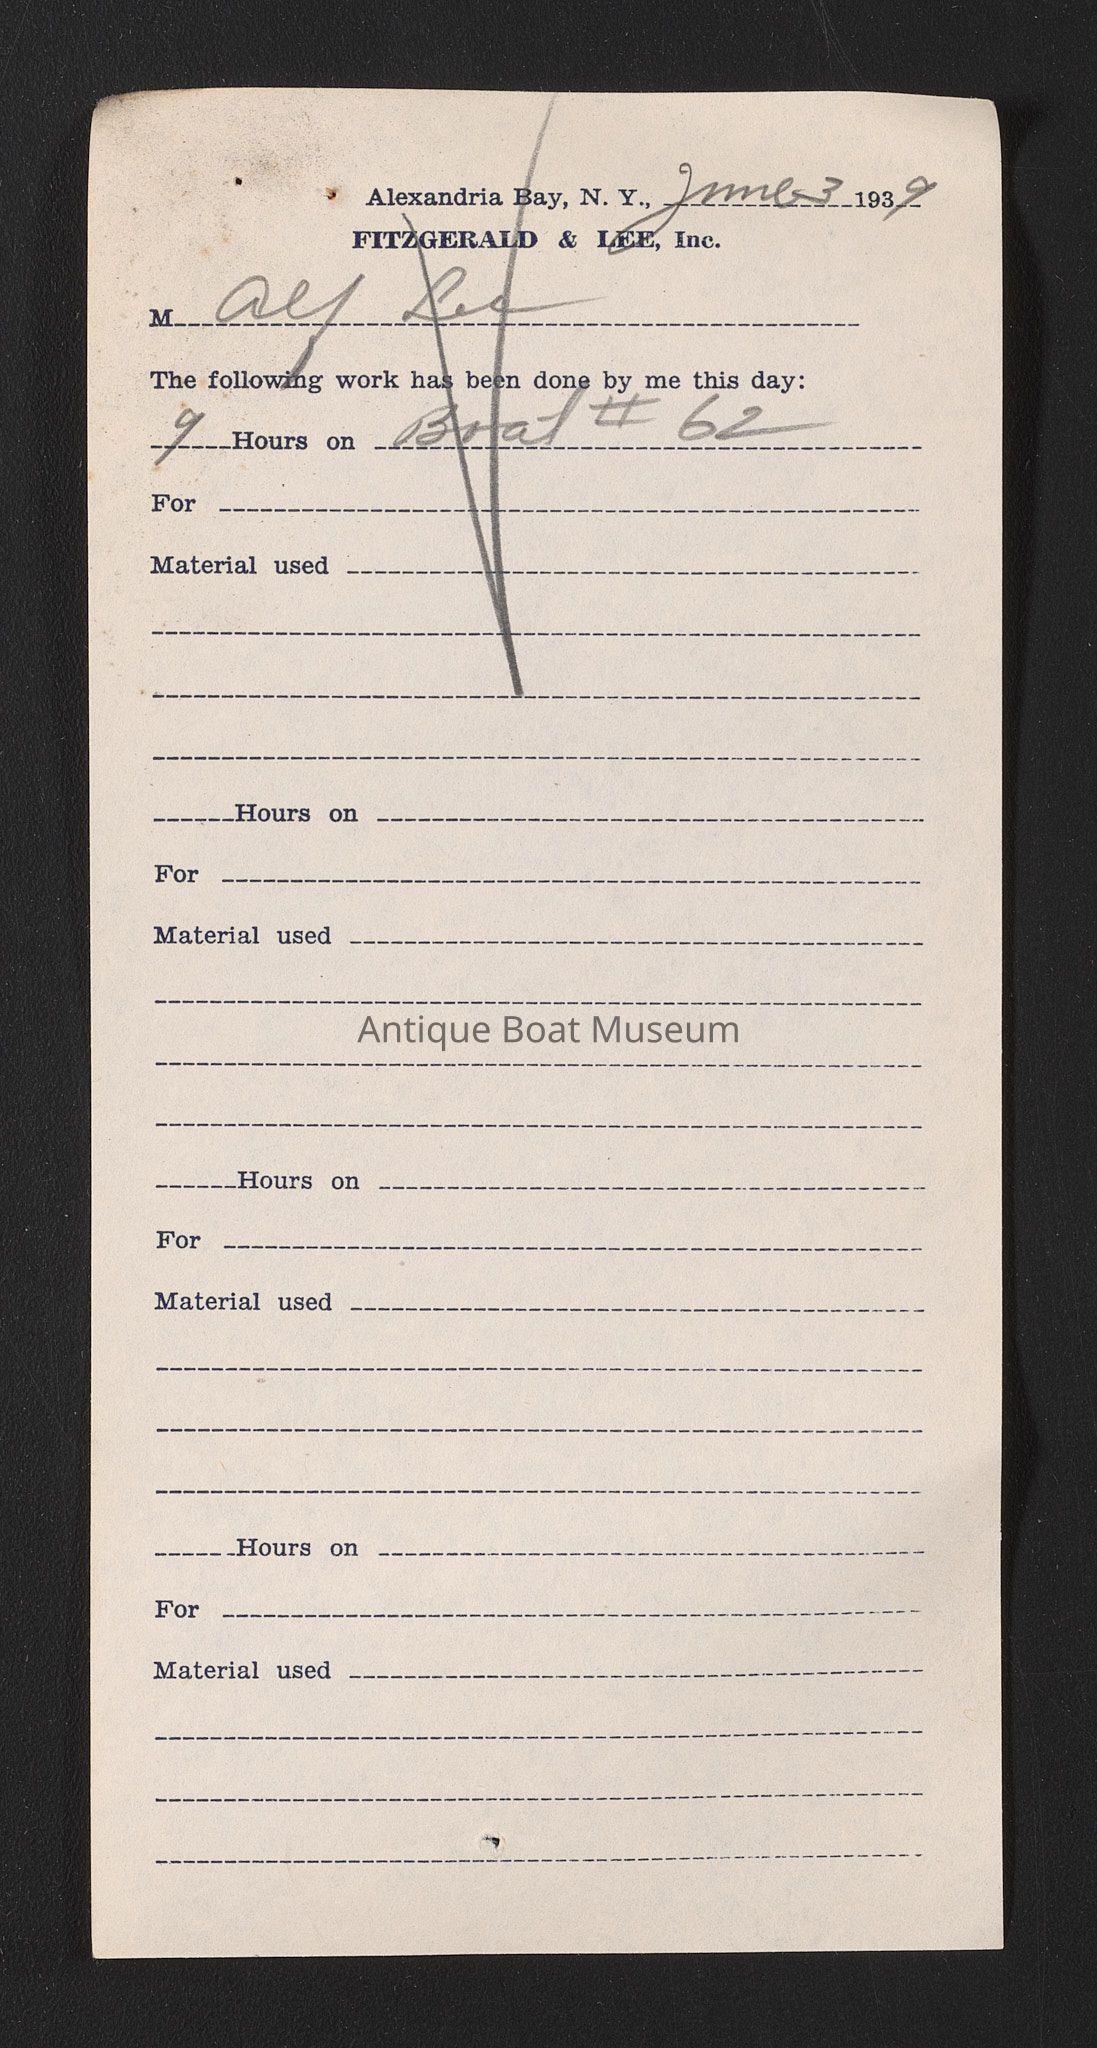 Alexandria Bay, N. Y., June 3 1939
FITZGERALD & LEE, Inc.
M Alf Lee
The following work has been done by me this day:
9 Hours on Boat # 62
For
Material used
Hours on
For
Material used
Antique Boat Museum
Hours on
For
Material used
Hours on
For
Material used